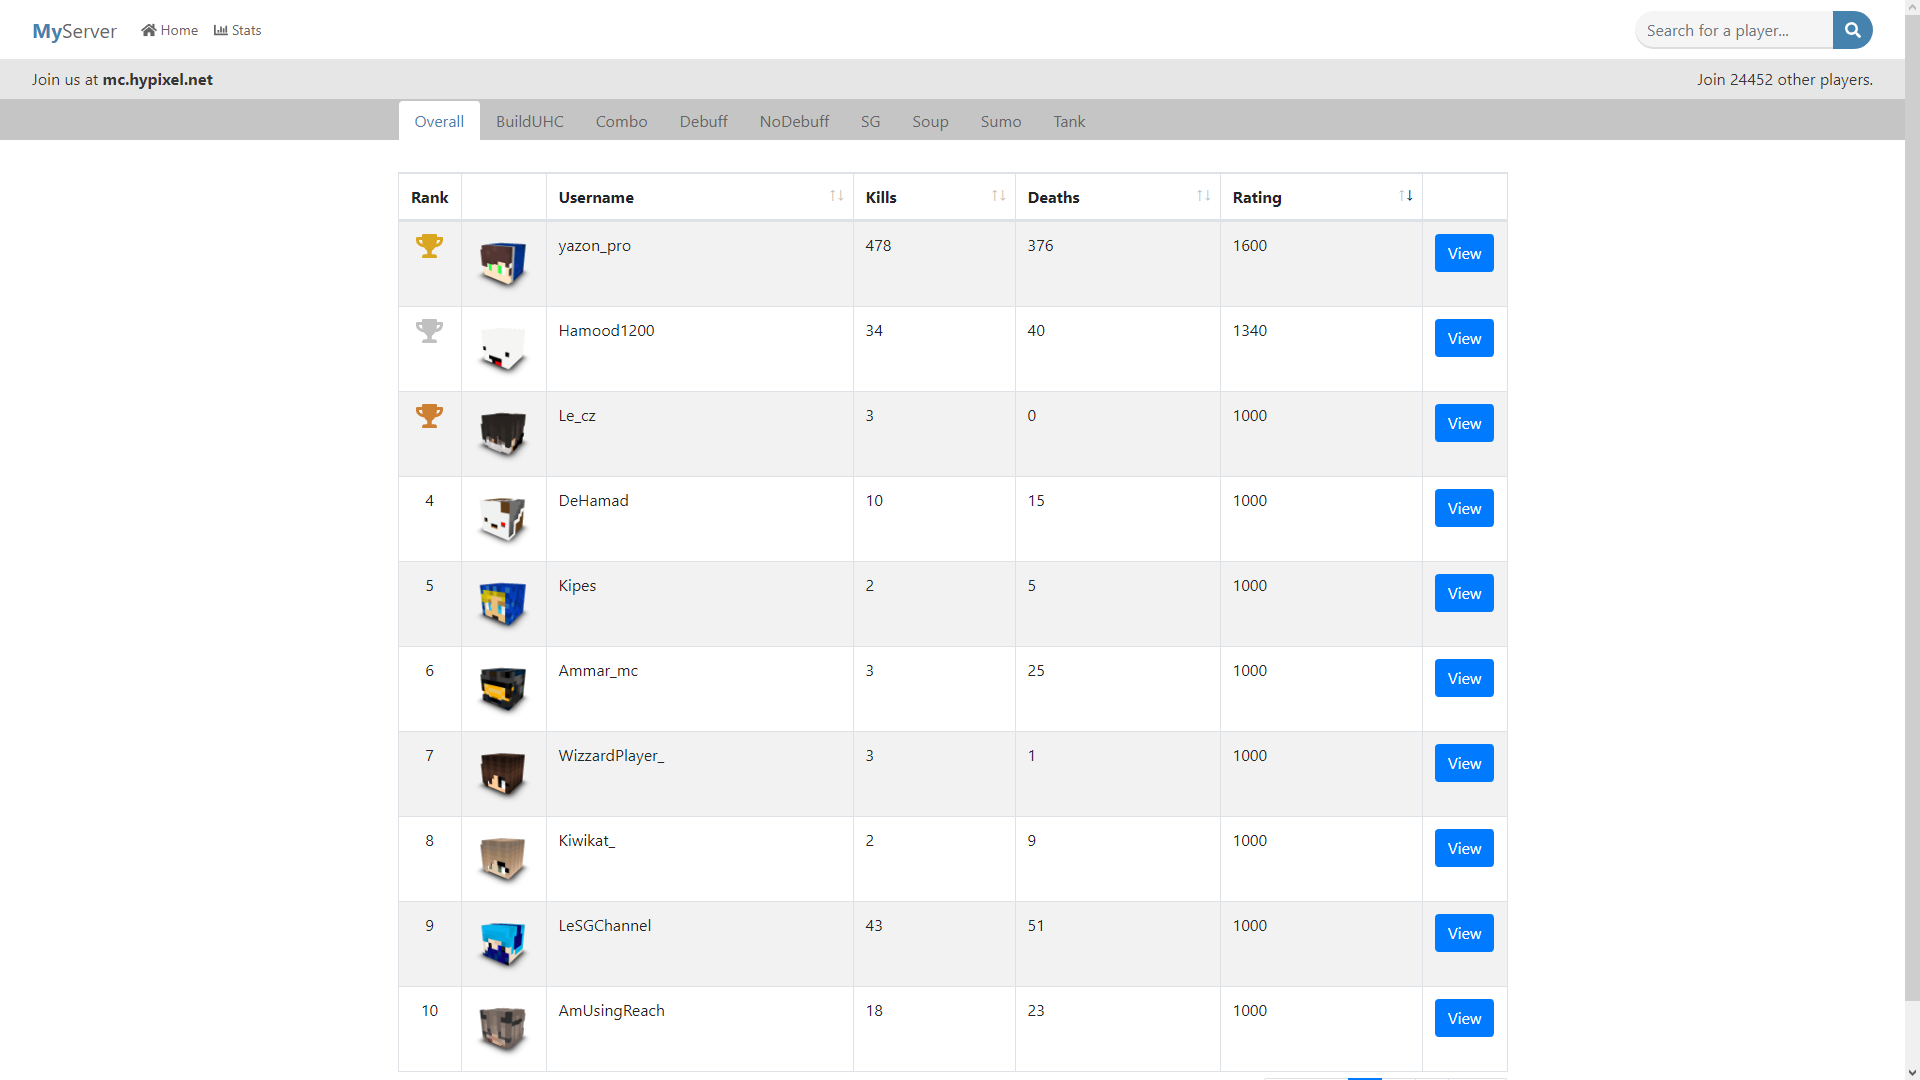 MyServer Home Stats Search for a player...
Join us at mc.hypixel.net Join 24452 other players.
Overall BuildUHC Combo Debuff NoDebuff SG Soup Sumo Tank
Rank Username Kills Deaths Rating
yazon_pro 478 376 1600 View
Hamood1200 34 40 1340 View
Le_cz 3 0 1000 View
4 DeHamad 10 15 1000 View
5 Kipes 2 5 1000 View
6 Ammar_mc 3 25 1000 View
7 WizzardPlayer_ 3 1 1000 View
8 Kiwikat_ 2 9 1000 View
9 LeSGChannel 43 51 1000 View
10 AmUsingReach 18 23 1000 View